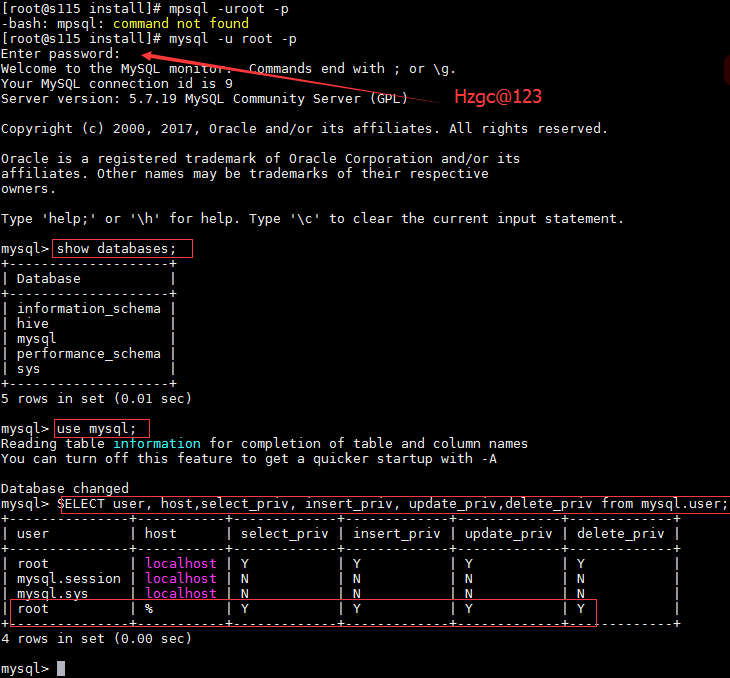 [root@s115 install]# mpsql -uroot -p
-bash: mpsql: command not found
[root@s115 install]# mysql -u root -p
Enter password:
Welcome to the MySQL monitor.  Commands end with ; or \g.
Your MySQL connection id is 9
Server version: 5.7.19 MySQL Community Server (GPL)
Hzgc@123
Copyright (c) 2000, 2017, Oracle and/or its affiliates. All rights reserved.
Oracle is a registered trademark of Oracle Corporation and/or its
affiliates. Other names may be trademarks of their respective
owners.
Type 'help;' or '\h' for help. Type '\c' to clear the current input statement.
mysql> show databases;
+--------------------+
| Database           |
+--------------------+
| information_schema |
| hive               |
| mysql              |
| performance_schema |
| sys                |
+--------------------+
5 rows in set (0.01 sec)
mysql> use mysql;
Reading table information for completion of table and column names
You can turn off this feature to get a quicker startup with -A
Database changed
mysql> SELECT user, host,select_priv, insert_priv, update_priv,delete_priv from mysql.user;
+---------------+-----------+-------------+-------------+-------------+-------------+
| user          | host      | select_priv | insert_priv | update_priv | delete_priv |
+---------------+-----------+-------------+-------------+-------------+-------------+
| root          | localhost | Y           | Y           | Y           | Y           |
| mysql.session | localhost | N           | N           | N           | N           |
| mysql.sys     | localhost | N           | N           | N           | N           |
| root          | %         | Y           | Y           | Y           | Y           |
+---------------+-----------+-------------+-------------+-------------+-------------+
4 rows in set (0.00 sec)
mysql>